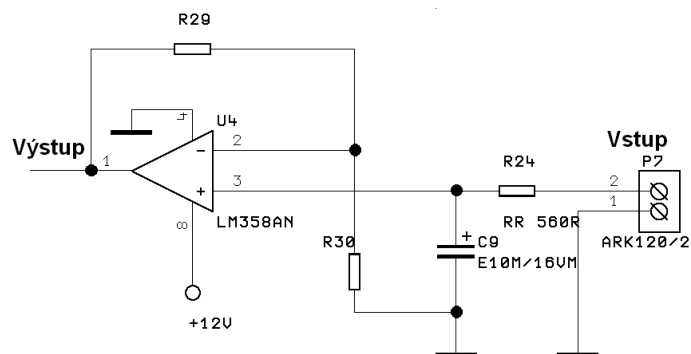 R29
4
U4
Výstup
1
-
2
+
3
LM358AN
8
+12V
R30
+
C9
E10M/16VM
R24
RR 560R
Vstup
P7
2
1
ARK120/2